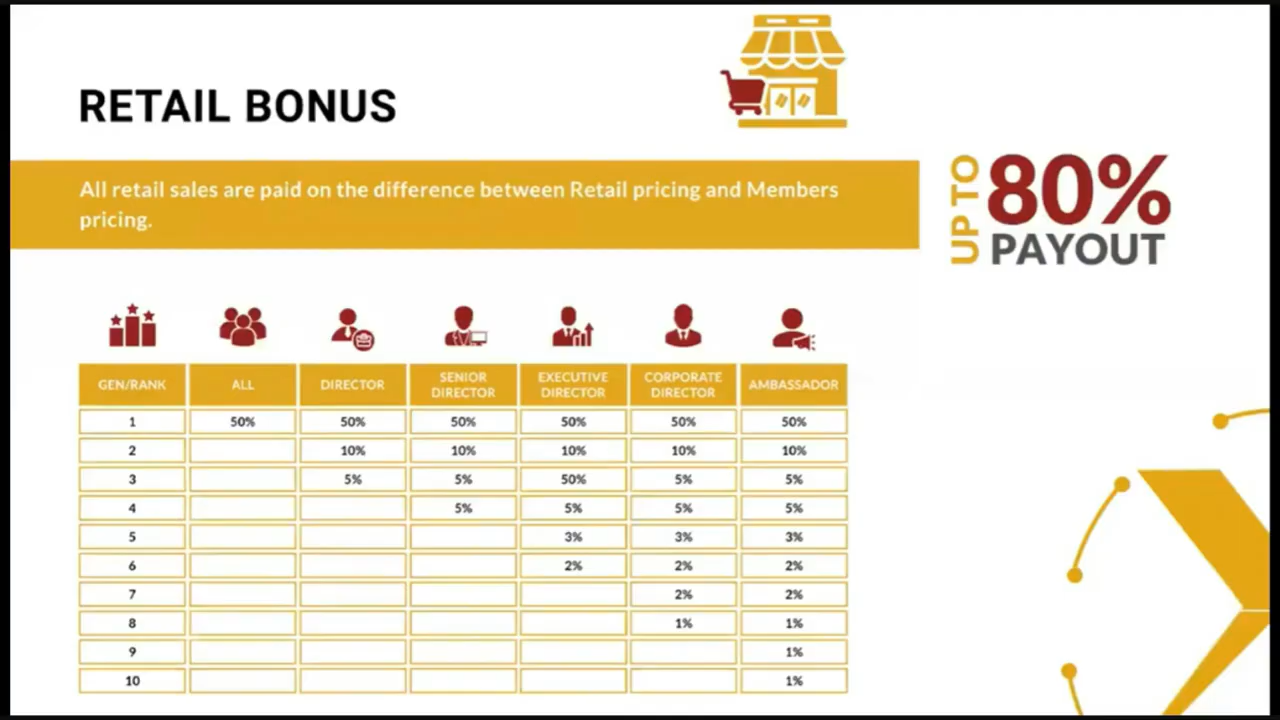 RETAIL BONUS
All retail sales are paid on the difference between Retail pricing and Members
pricing.
UP TO
80%
PAYOUT
GEN/RANK ALL DIRECTOR SENIOR DIRECTOR EXECUTIVE DIRECTOR CORPORATE DIRECTOR AMBASSADOR
1 50% 50% 50% 50% 50% 50%
2 10% 10% 10% 10% 10%
3 5% 5% 50% 5% 5%
4 5% 5% 5% 5%
5 3% 3% 3%
6 2% 2% 2%
7 2% 2%
8 1% 1%
9 1%
10 1%